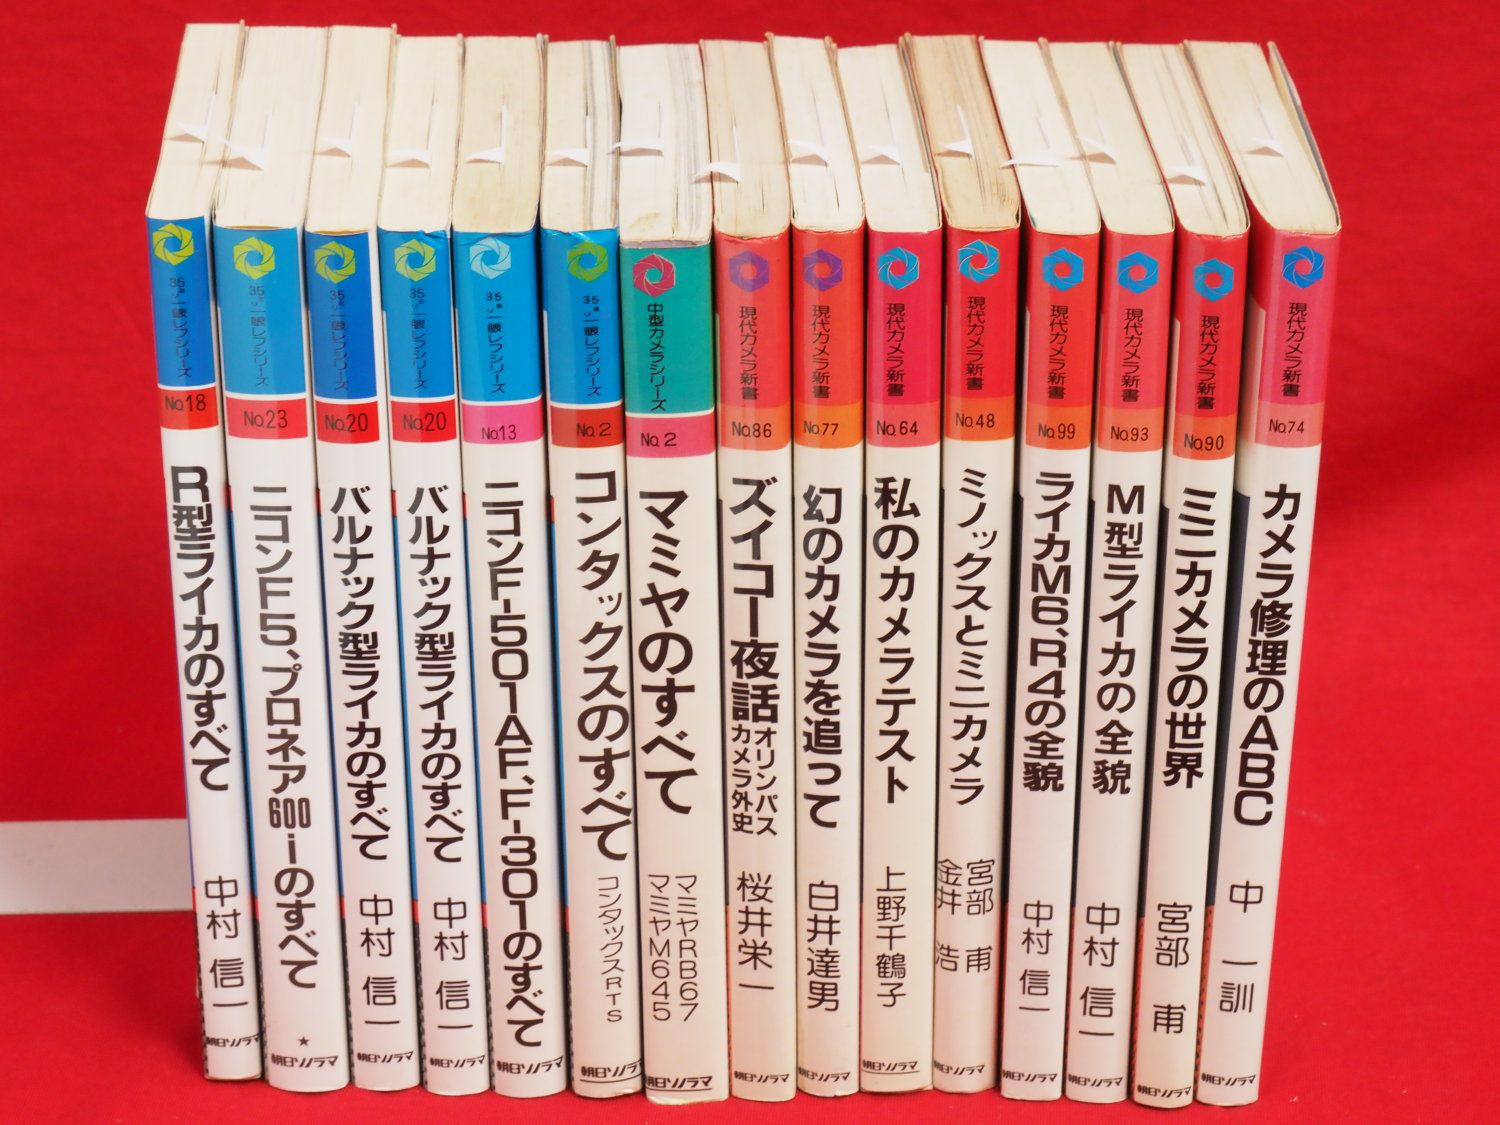 35ミリ一眼レフシリーズ
No.18
R型ライカのすべて
中村 信一
朝日ソノラマ
35ミリ一眼レフシリーズ
No.23
ニコンF5、プロネア600iのすべて
★
朝日ソノラマ
35ミリ一眼レフシリーズ
No.20
バルナック型ライカのすべて
中村 信一
朝日ソノラマ
35ミリ一眼レフシリーズ
No.20
バルナック型ライカのすべて
中村 信一
朝日ソノラマ
35ミリ一眼レフシリーズ
No.13
ニコンF-501AF、F-301のすべて
朝日ソノラマ
35ミリ一眼レフシリーズ
No.2
コンタックスのすべて
コンタックスRTS
朝日ソノラマ
中型カメラシリーズ
No.2
マミヤのすべて
マミヤRB67
マミヤM645
朝日ソノラマ
現代カメラ新書
No.86
ズイコー夜話
オリンパス
カメラ外史
桜井栄一
朝日ソノラマ
現代カメラ新書
No.77
幻のカメラを追って
白井達男
朝日ソノラマ
現代カメラ新書
No.64
私のカメラテスト
上野千鶴子
朝日ソノラマ
現代カメラ新書
No.48
ミノックスとミニカメラ
宮部 甫
金井 浩
朝日ソノラマ
現代カメラ新書
No.99
ライカM6、R4の全貌
中村 信一
朝日ソノラマ
現代カメラ新書
No.93
M型ライカの全貌
中村 信一
朝日ソノラマ
現代カメラ新書
No.90
ミニカメラの世界
宮部 甫
朝日ソノラマ
現代カメラ新書
No.74
カメラ修理のABC
中 一訓
朝日ソノラマ